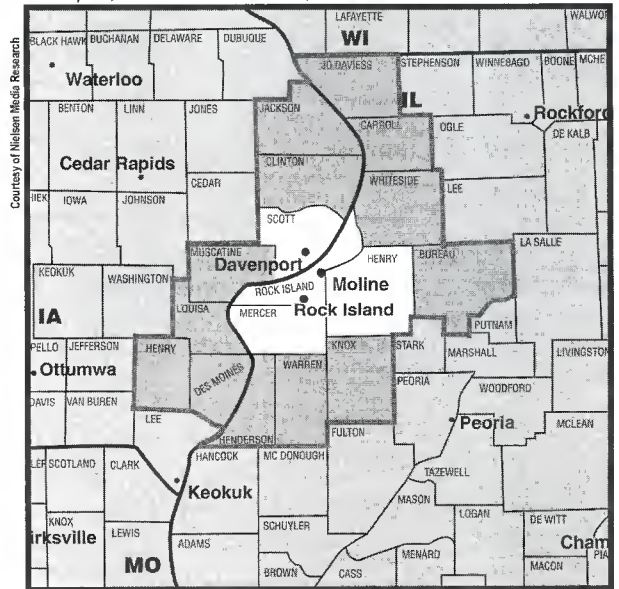 Courtesy of Nielsen Media Research
LAFAYETTE
WALWO
WI
BLACK HAWK BUCHANAN DELAWARE DUBUQUE
JO DAVIESS STEPHENSON WINNEBAGO BOONE MCHE
Waterloo
IL
BENTON LINN JONES JACKSON
CARROLL OGLE Rockford
DE KALB
Cedar Rapids CLINTON
CEDAR WHITESIDE LEE
HIEK IOWA JOHNSON
SCOTT
MUSCATINE HENRY BUREAU LA SALLE
Davenport
KEOKUK WASHINGTON Moline
ROCK ISLAND
Rock Island
LOUISA MERCER
IA PUTNAM
PELLO JEFFERSON HENRY KNOX STARK
MARSHALL LIVINGSTON
WARREN
Ottumwa DES MOINES PEORIA
WOODFORD
DAVIS VAN BUREN
LEE Peoria MCLEAN
HENDERSON FULTON
LER SCOTLAND CLARK HANCOCK MC DONOUGH
TAZEWELL
Keokuk MASON
LOGAN
KNOX DE WITT
irksville LEWIS SCHUYLER
ADAMS Cham
MENARD PIA
MO BROWN CASS MACON